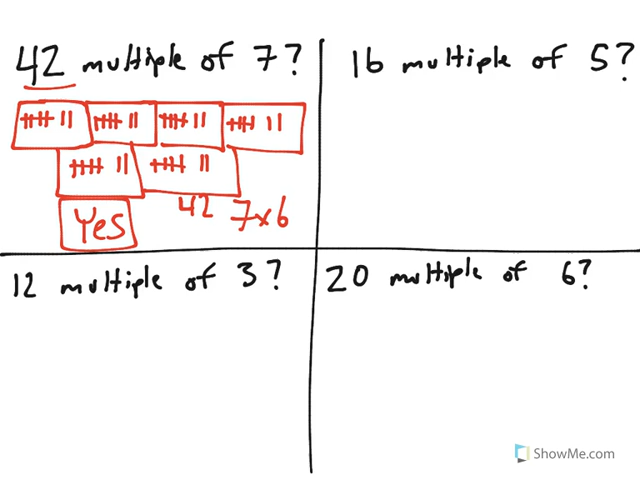 42 multiple of 7?
16 multiple of 5?
42 7x6
Yes
12 multiple of 3?
20 multiple of 6?
ShowMe.com